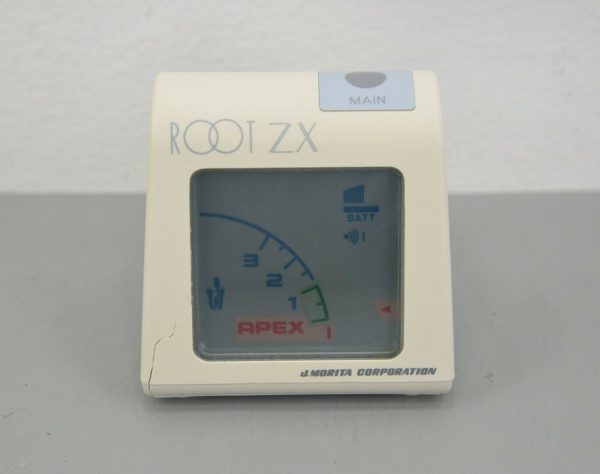 MAIN
ROOT ZX
BATT
1
3
2
1
APEX
J.MORITA CORPORATION